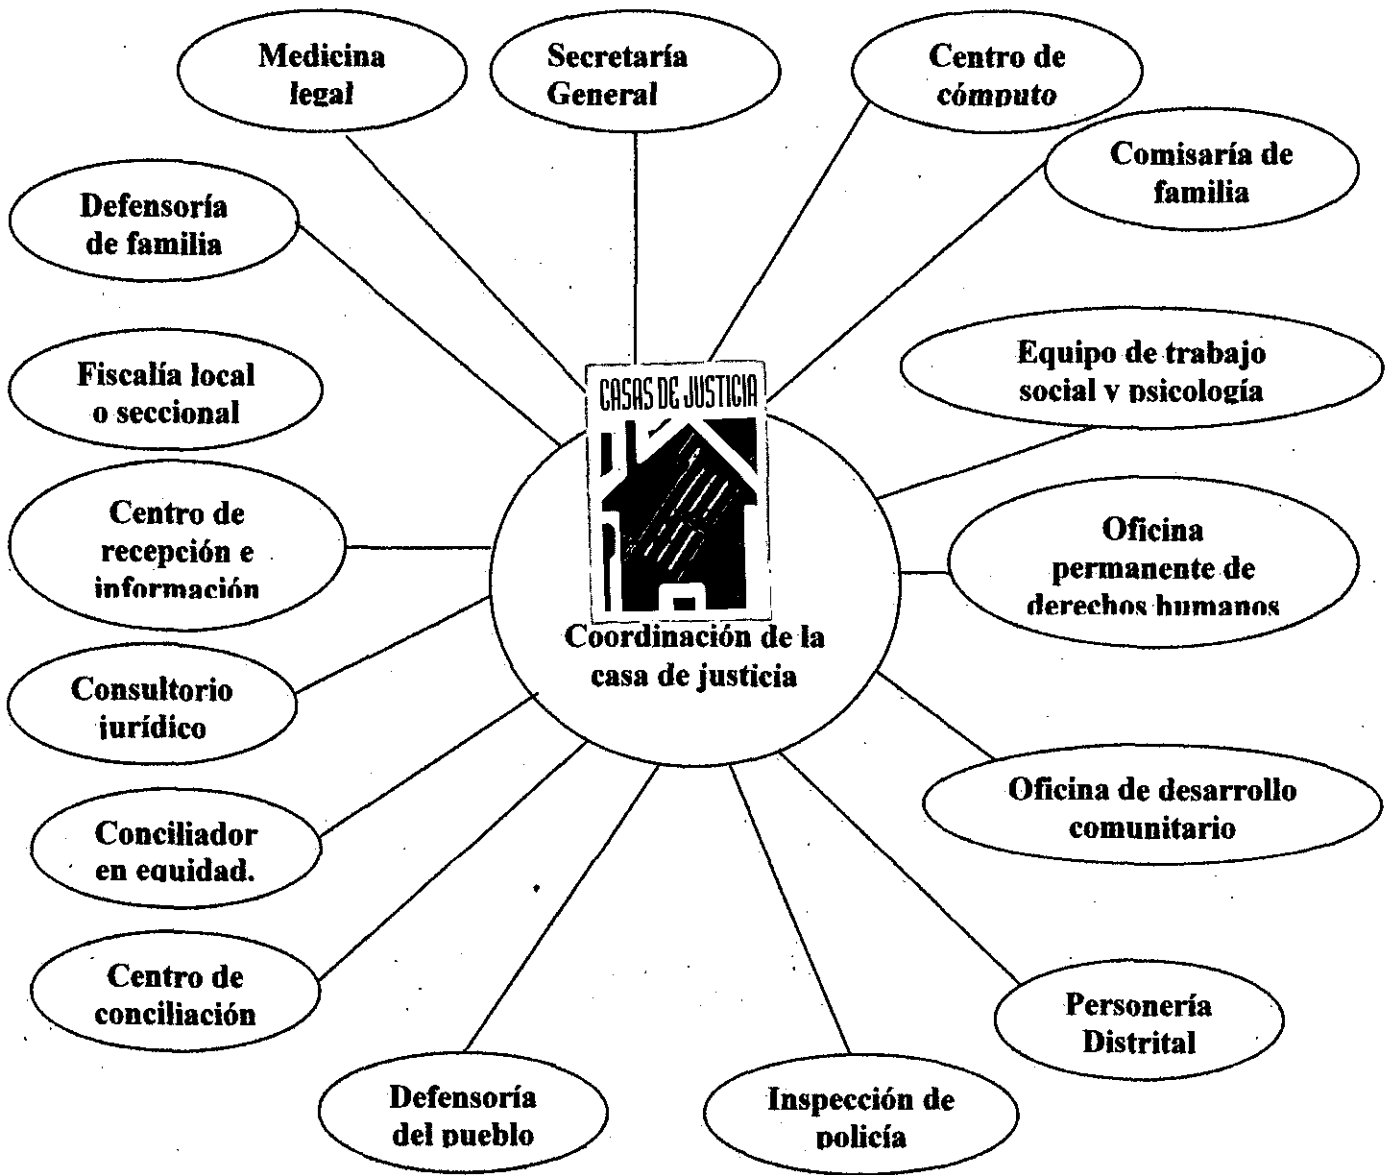 Medicina
legal
Secretaría
General
Centro de
cómputo
Comisaría de
familia
Defensoría
de familia
Equipo de trabajo
social y psicología
Fiscalía local
o seccional
CASAS DE JUSTICIA
Centro de
recepción e
información
Oficina
permanente de
derechos humanos
Coordinación de la
casa de justicia
Consultorio
jurídico
Oficina de desarrollo
comunitario
Conciliador
en equidad.
Centro de
conciliación
Personería
Distrital
Defensoría
del pueblo
Inspección de
policía